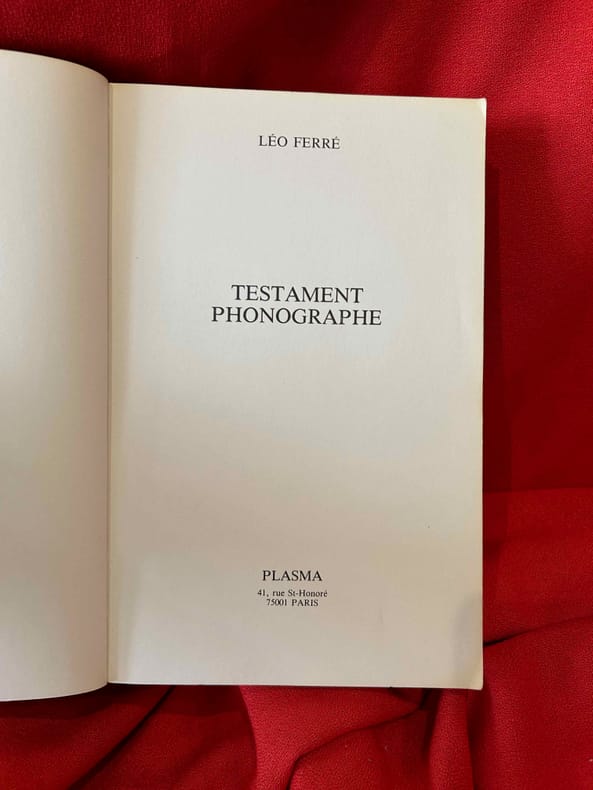 LÉO FERRÉ
TESTAMENT
PHONOGRAPHE
PLASMA
41, rue St-Honoré
75001 PARIS